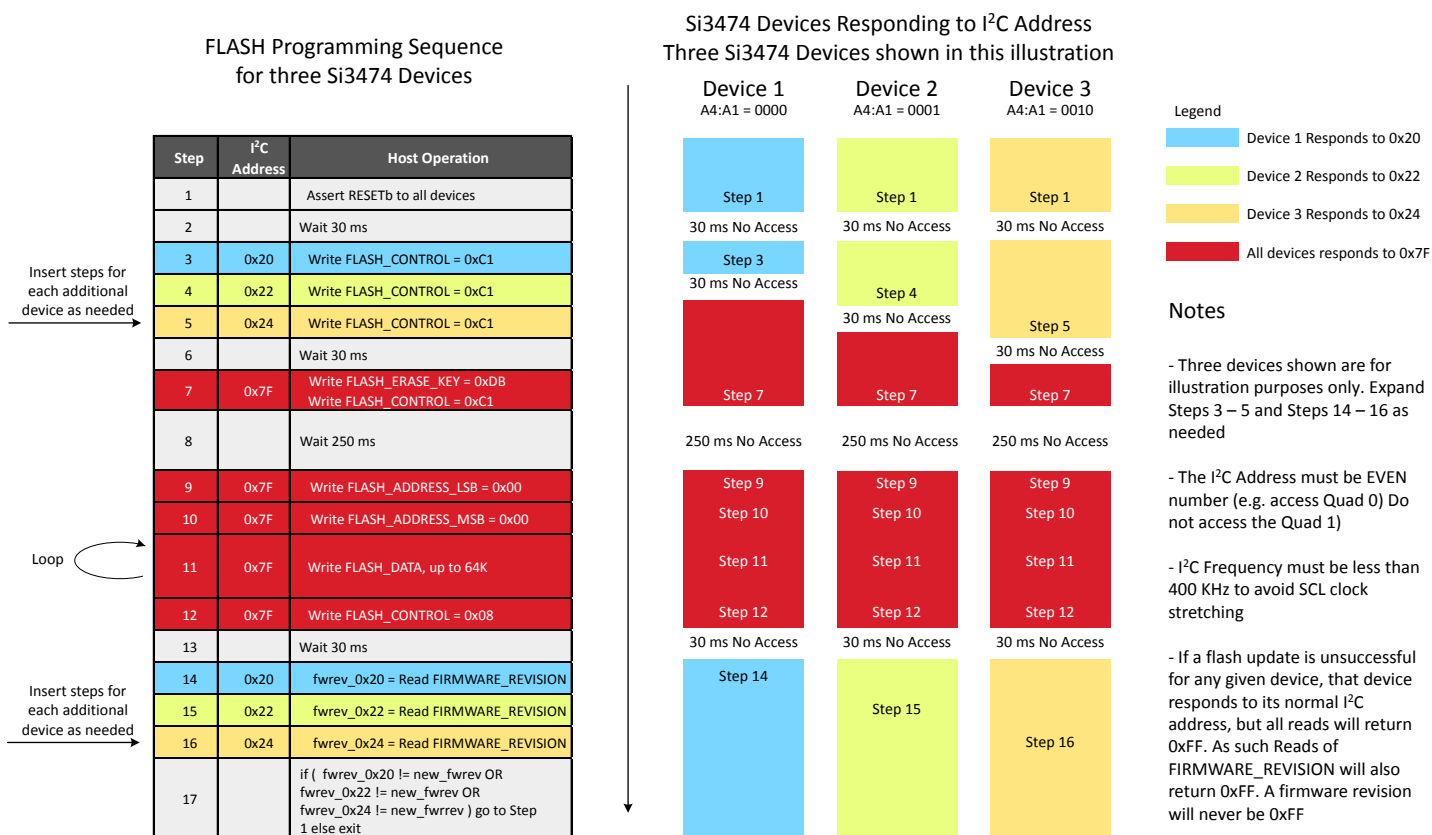 FLASH Programming Sequence
for three Si3474 Devices
Si3474 Devices Responding to I²C Address
Three Si3474 Devices shown in this illustration
Step
I²C
Address
Host Operation
1
Assert RESETb to all devices
2
Wait 30 ms
3
0x20
Write FLASH_CONTROL = 0xC1
4
0x22
Write FLASH_CONTROL = 0xC1
5
0x24
Write FLASH_CONTROL = 0xC1
6
Wait 30 ms
7
0x7F
Write FLASH_ERASE_KEY = 0xDB
Write FLASH_CONTROL = 0xC1
8
Wait 250 ms
9
0x7F
Write FLASH_ADDRESS_LSB = 0x00
10
0x7F
Write FLASH_ADDRESS_MSB = 0x00
11
0x7F
Write FLASH_DATA, up to 64K
12
0x7F
Write FLASH_CONTROL = 0x08
13
Wait 30 ms
14
0x20
fwrev_0x20 = Read FIRMWARE_REVISION
15
0x22
fwrev_0x22 = Read FIRMWARE_REVISION
16
0x24
fwrev_0x24 = Read FIRMWARE_REVISION
17
if ( fwrev_0x20 != new_fwrev OR
fwrev_0x22 != new_fwrev OR
fwrev_0x24 != new_fwrrev ) go to Step
1 else exit
Insert steps for
each additional
device as needed
Loop
Insert steps for
each additional
device as needed
Device 1
A4:A1 = 0000
Step 1
30 ms No Access
Step 3
30 ms No Access
Step 7
250 ms No Access
Step 9
Step 10
Step 11
Step 12
30 ms No Access
Step 14
Device 2
A4:A1 = 0001
Step 1
30 ms No Access
Step 4
30 ms No Access
Step 7
250 ms No Access
Step 9
Step 10
Step 11
Step 12
30 ms No Access
Step 15
Device 3
A4:A1 = 0010
Step 1
30 ms No Access
Step 5
30 ms No Access
Step 7
250 ms No Access
Step 9
Step 10
Step 11
Step 12
30 ms No Access
Step 16
Legend
Device 1 Responds to 0x20
Device 2 Responds to 0x22
Device 3 Responds to 0x24
All devices responds to 0x7F
Notes
- Three devices shown are for
illustration purposes only. Expand
Steps 3 – 5 and Steps 14 – 16 as
needed
- The I²C Address must be EVEN
number (e.g. access Quad 0) Do
not access the Quad 1)
- I²C Frequency must be less than
400 KHz to avoid SCL clock
stretching
- If a flash update is unsuccessful
for any given device, that device
responds to its normal I²C
address, but all reads will return
0xFF. As such Reads of
FIRMWARE_REVISION will also
return 0xFF. A firmware revision
will never be 0xFF